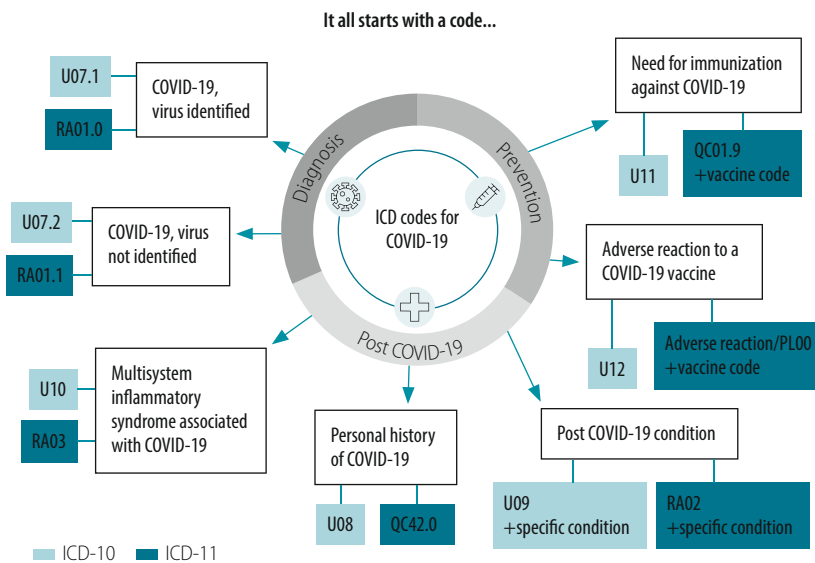 It all starts with a code...
U07.1
RA01.0
COVID-19,
virus identified
U07.2
RA01.1
COVID-19, virus
not identified
U10
RA03
Multisystem
inflammatory
syndrome associated
with COVID-19
Diagnosis
Prevention
Post COVID-19
ICD codes for
COVID-19
Need for immunization
against COVID-19
U11
QC01.9
+vaccine code
Adverse reaction to a
COVID-19 vaccine
U12
Adverse reaction/PL00
+vaccine code
Personal history
of COVID-19
U08
QC42.0
Post COVID-19 condition
U09
+specific condition
RA02
+specific condition
ICD-10
ICD-11